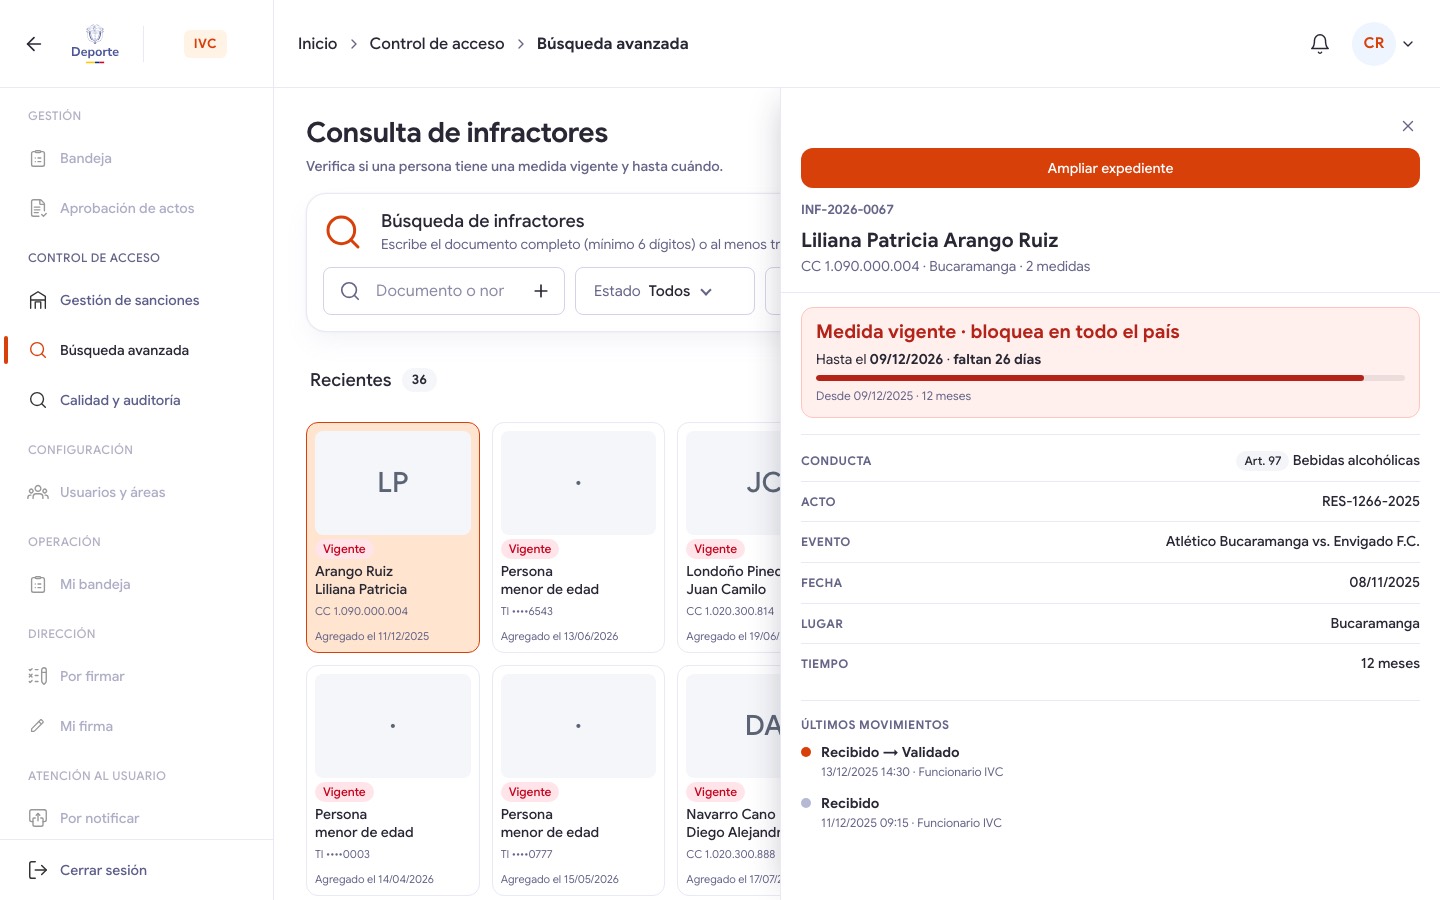 Deporte
IVC
Inicio > Control de acceso > Búsqueda avanzada
CR
GESTIÓN
Bandeja
Aprobación de actos
CONTROL DE ACCESO
Gestión de sanciones
Búsqueda avanzada
Calidad y auditoría
CONFIGURACIÓN
Usuarios y áreas
OPERACIÓN
Mi bandeja
DIRECCIÓN
Por firmar
Mi firma
ATENCIÓN AL USUARIO
Por notificar
Cerrar sesión
Consulta de infractores
Verifica si una persona tiene una medida vigente y hasta cuándo.
Búsqueda de infractores
Escribe el documento completo (mínimo 6 dígitos) o al menos tr
Documento o nor
Estado Todos
Recientes 36
LP
Vigente
Arango Ruiz
Liliana Patricia
CC 1.090.000.004
Agregado el 11/12/2025
·
Vigente
Persona
menor de edad
TI ••••6543
Agregado el 13/06/2026
JC
Vigente
Londoño Pined
Juan Camilo
CC 1.020.300.814
Agregado el 19/06/
·
Vigente
Persona
menor de edad
TI ••••0003
Agregado el 14/04/2026
·
Vigente
Persona
menor de edad
TI ••••0777
Agregado el 15/05/2026
DA
Vigente
Navarro Cano
Diego Alejandr
CC 1.020.300.888
Agregado el 17/07/2
Ampliar expediente
INF-2026-0067
Liliana Patricia Arango Ruiz
CC 1.090.000.004 · Bucaramanga · 2 medidas
Medida vigente · bloquea en todo el país
Hasta el 09/12/2026 · faltan 26 días
Desde 09/12/2025 · 12 meses
CONDUCTA Art. 97 Bebidas alcohólicas
ACTO RES-1266-2025
EVENTO Atlético Bucaramanga vs. Envigado F.C.
FECHA 08/11/2025
LUGAR Bucaramanga
TIEMPO 12 meses
ÚLTIMOS MOVIMIENTOS
Recibido → Validado
13/12/2025 14:30 · Funcionario IVC
Recibido
11/12/2025 09:15 · Funcionario IVC